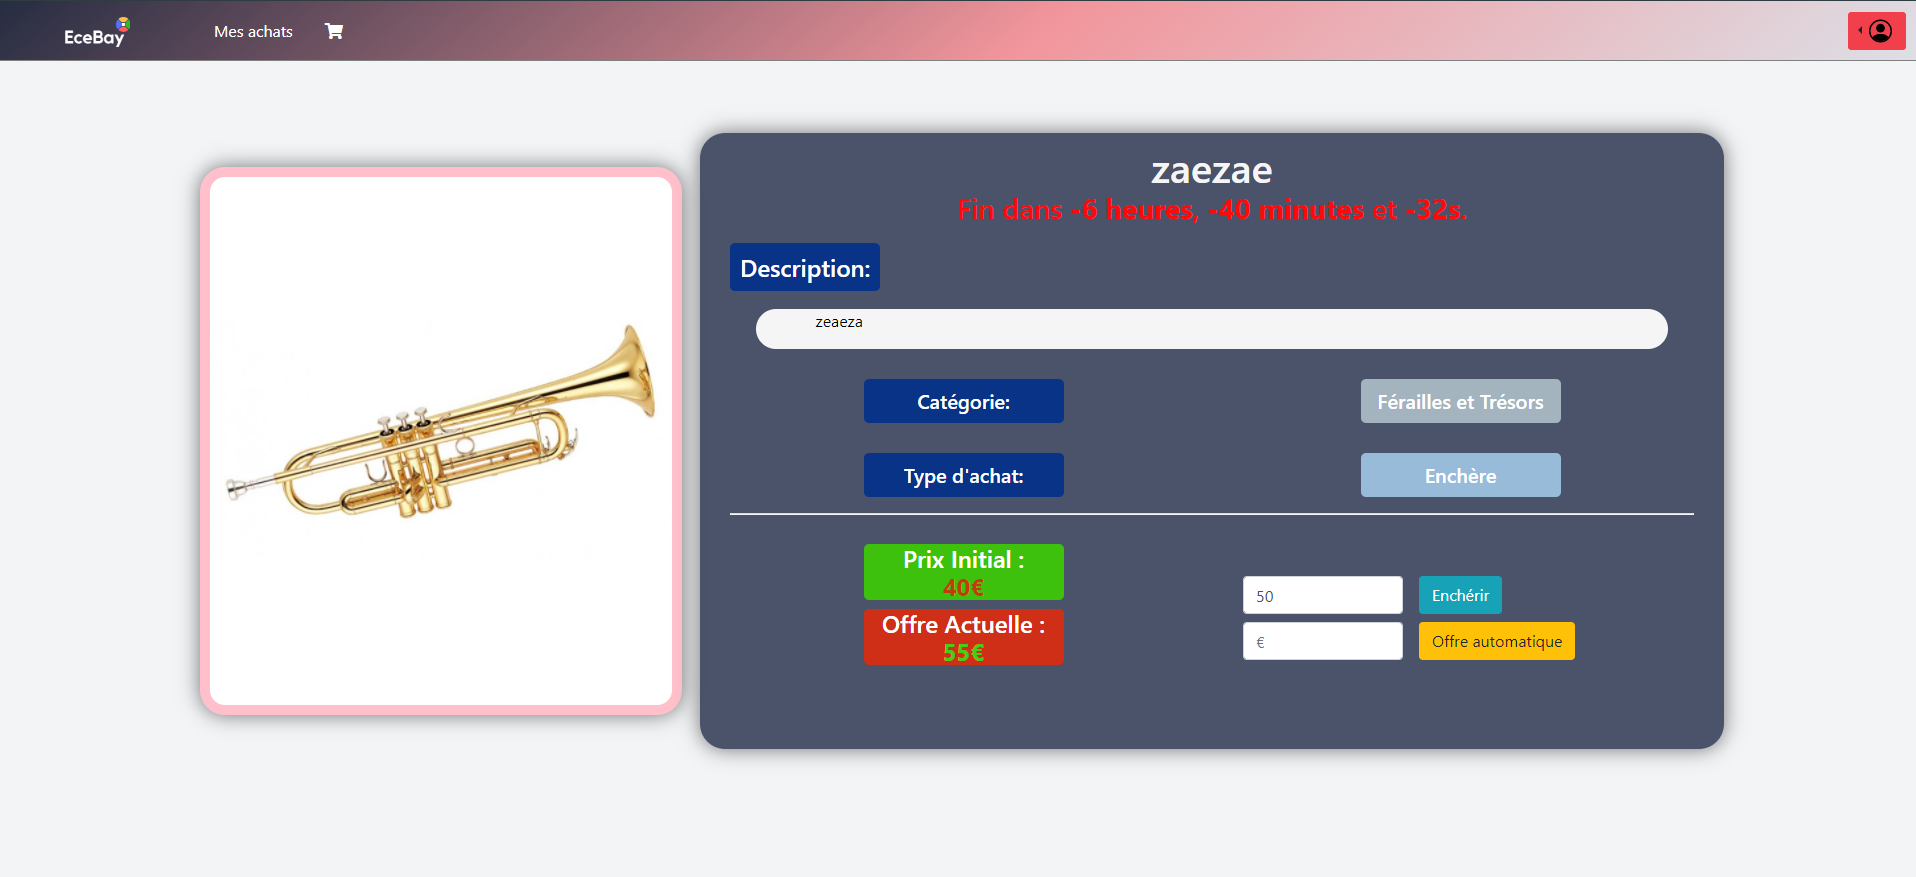 EceBay
Mes achats
zaezae
Fin dans -6 heures, -40 minutes et -32s.
Description:
zeaeza
Catégorie:
Férailles et Trésors
Type d'achat:
Enchère
Prix Initial :
40€
Offre Actuelle :
55€
50
Enchérir
€
Offre automatique